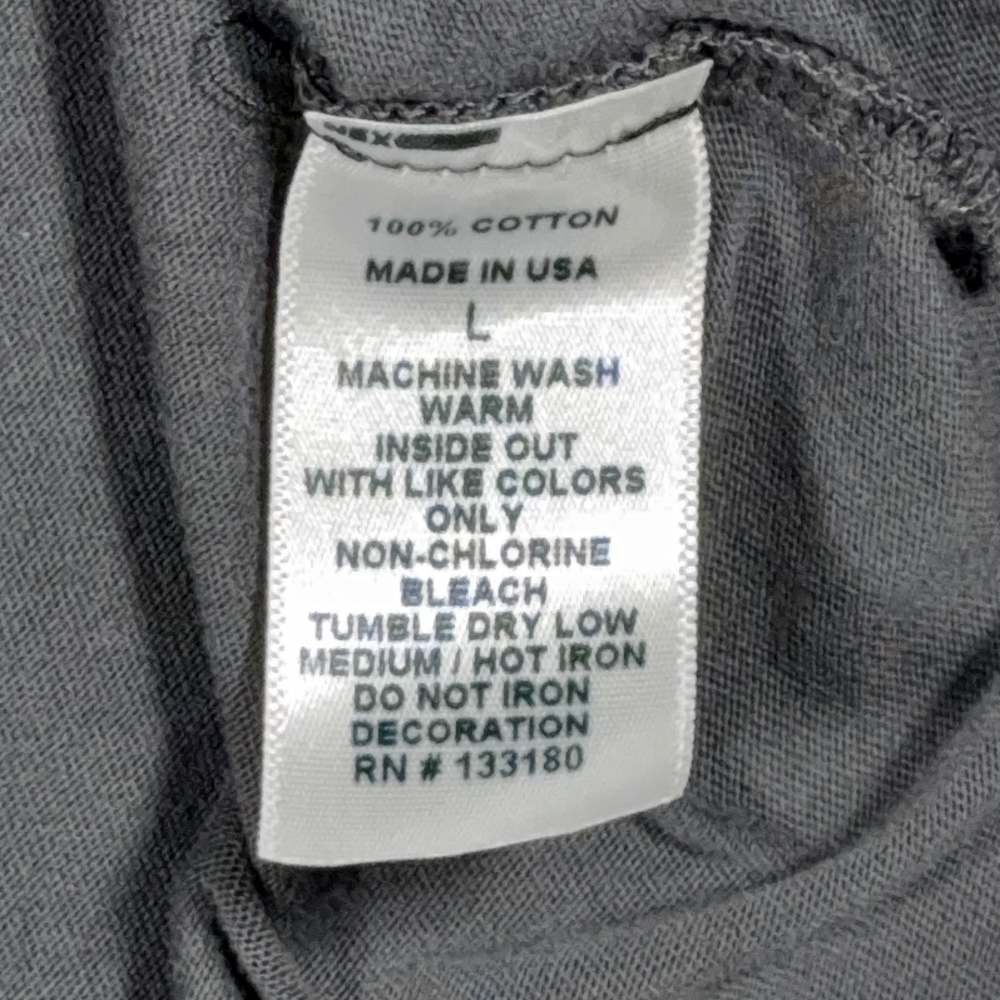 100% COTTON
MADE IN USA
L
MACHINE WASH
WARM
INSIDE OUT
WITH LIKE COLORS
ONLY
NON-CHLORINE
BLEACH
TUMBLE DRY LOW
MEDIUM / HOT IRON
DO NOT IRON
DECORATION
RN # 133180